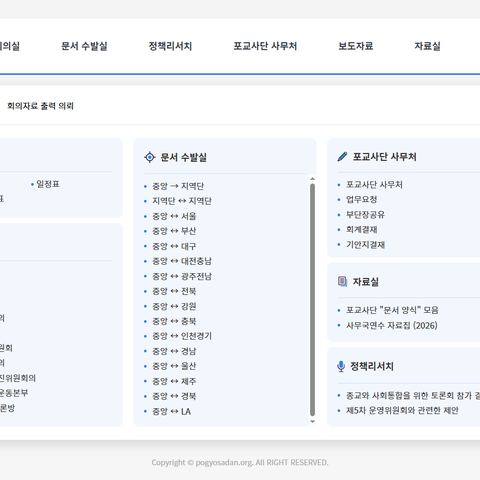 회의실 문서 수발실 정책리서치 포교사단 사무처 보도자료 자료실
회의자료 출력 의뢰
• 일정표
표
의
원회
의
진위원회의
운동본부
론방
문서 수발실
• 중앙 → 지역단
• 지역단 ↔ 지역단
• 중앙 ↔ 서울
• 중앙 ↔ 부산
• 중앙 ↔ 대구
• 중앙 ↔ 대전충남
• 중앙 ↔ 광주전남
• 중앙 ↔ 전북
• 중앙 ↔ 강원
• 중앙 ↔ 충북
• 중앙 ↔ 인천경기
• 중앙 ↔ 경남
• 중앙 ↔ 울산
• 중앙 ↔ 제주
• 중앙 ↔ 경북
• 중앙 ↔ LA
포교사단 사무처
• 포교사단 사무처
• 업무요청
• 부단장공유
• 회계결재
• 기안지결재
자료실
• 포교사단 "문서 양식" 모음
• 사무국연수 자료집 (2026)
정책리서치
• 종교와 사회통합을 위한 토론회 참가 결
• 제5차 운영위원회와 관련한 제안
Copyright © pogyosadan.org. All RIGHT RESERVED.